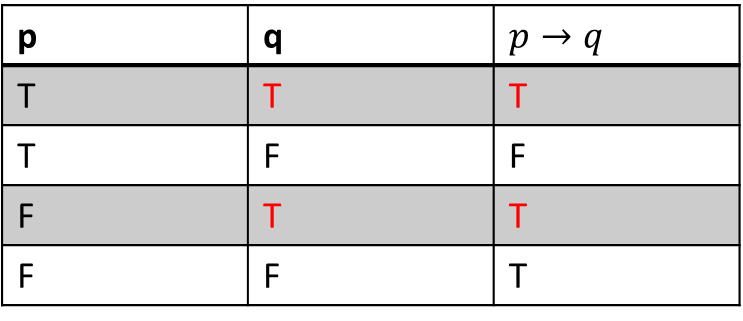 p q p → q
T T T
T F F
F T T
F F T